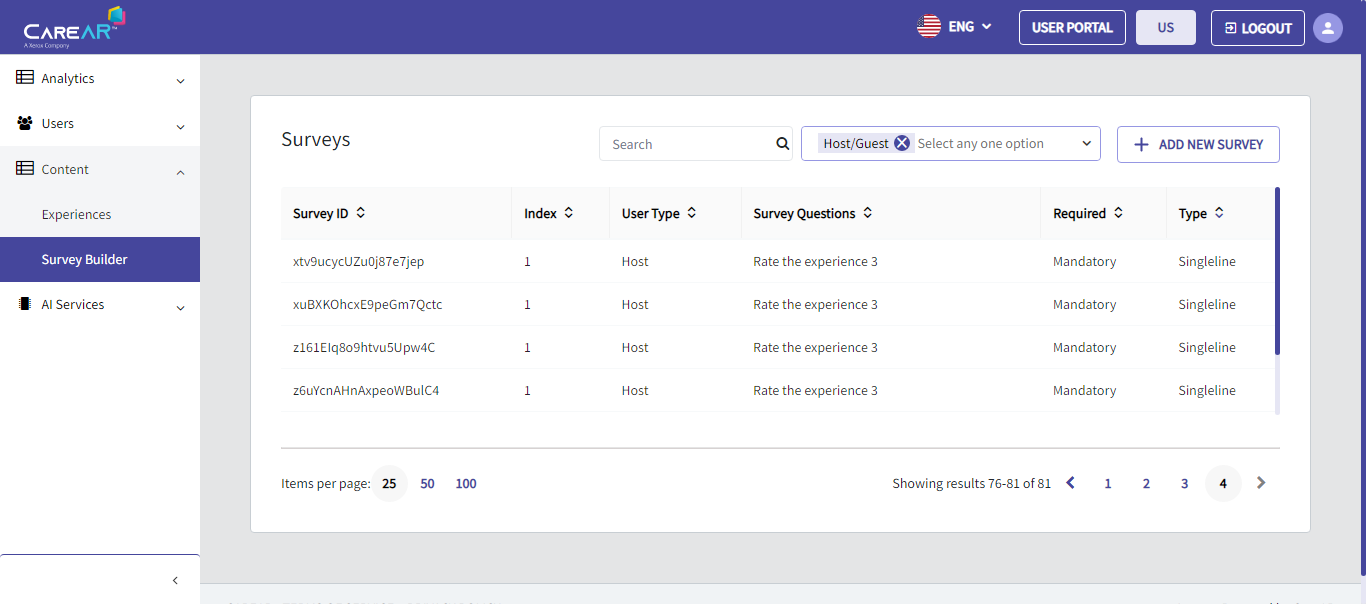 CAREAR™
A Xerox Company
ENG
USER PORTAL
US
LOGOUT
Analytics
Users
Content
Experiences
Survey Builder
AI Services
Surveys
Search
Host/Guest Select any one option
ADD NEW SURVEY
Survey ID Index User Type Survey Questions Required Type
xtv9ucycUZu0j87e7jep 1 Host Rate the experience 3 Mandatory Singleline
xuBXKOhcxE9peGm7Qctc 1 Host Rate the experience 3 Mandatory Singleline
z161EIq8o9htvu5Upw4C 1 Host Rate the experience 3 Mandatory Singleline
z6uYcnAHnAxpeoWBulC4 1 Host Rate the experience 3 Mandatory Singleline
Items per page: 25 50 100
Showing results 76-81 of 81 1 2 3 4